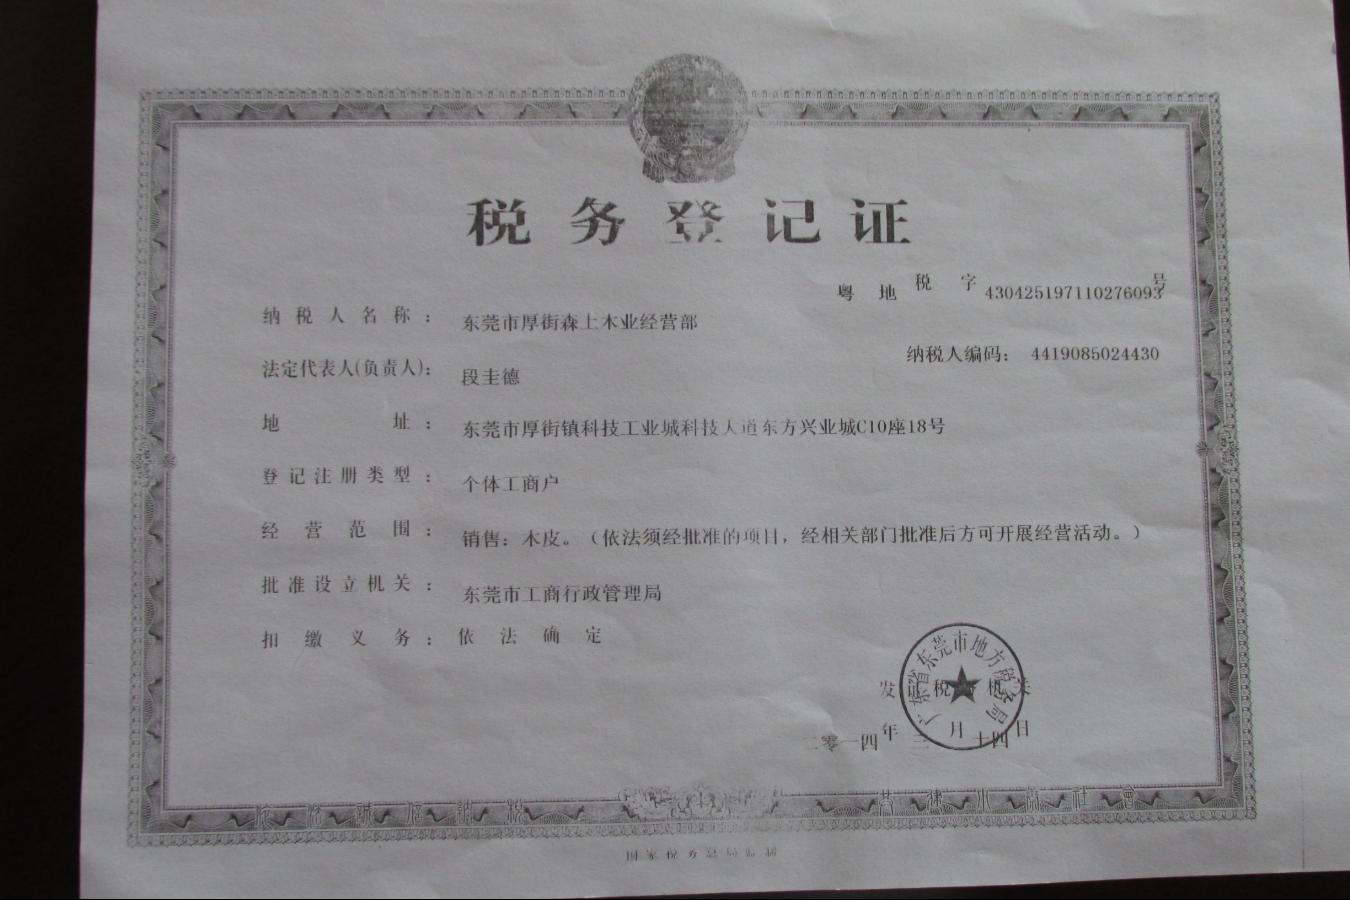 税务登记证
粤地税字430425197110276093号
纳税人名称：东莞市厚街森上木业经营部
纳税人编码：4419085024430
法定代表人(负责人)：段圭德
地址：东莞市厚街镇科技工业城科技大道东方兴业城C10座18号
登记注册类型：个体工商户
经营范围：销售：木皮。（依法须经批准的项目，经相关部门批准后方可开展经营活动。）
批准设立机关：东莞市工商行政管理局
扣缴义务：依法确定
广东省东莞市地方税务局
发证税务机关
二零一四年三月十四日
国家税务总局监制